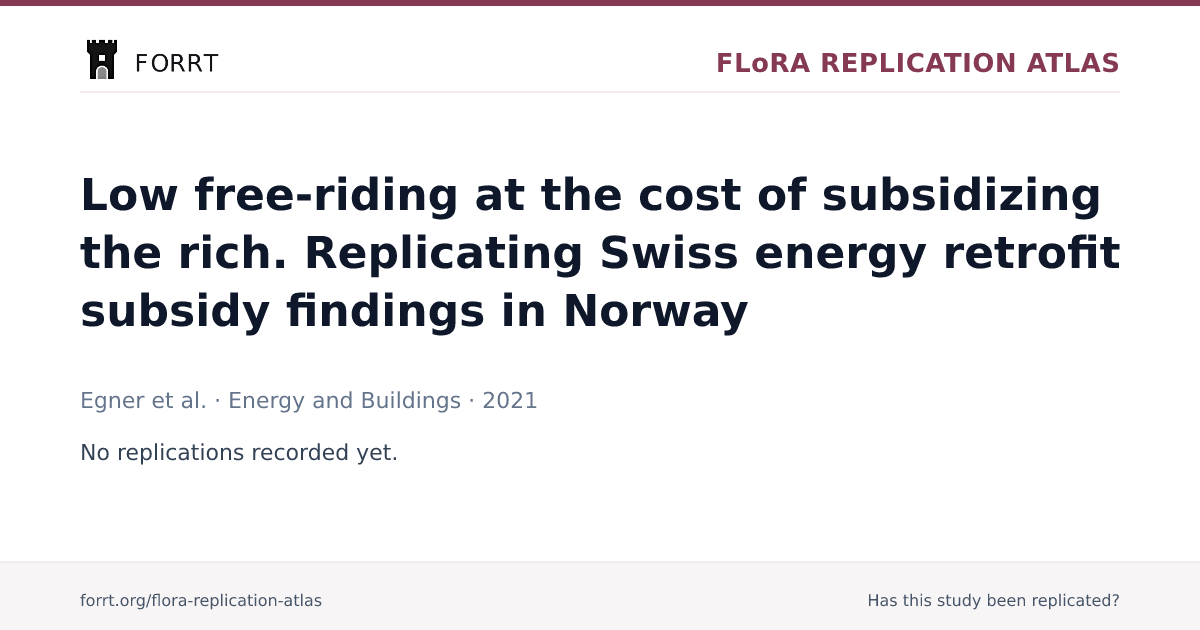 FORRT
FLoRA REPLICATION ATLAS
Low free-riding at the cost of subsidizing
the rich. Replicating Swiss energy retrofit
subsidy findings in Norway
Egner et al. · Energy and Buildings · 2021
No replications recorded yet.
forrt.org/flora-replication-atlas
Has this study been replicated?